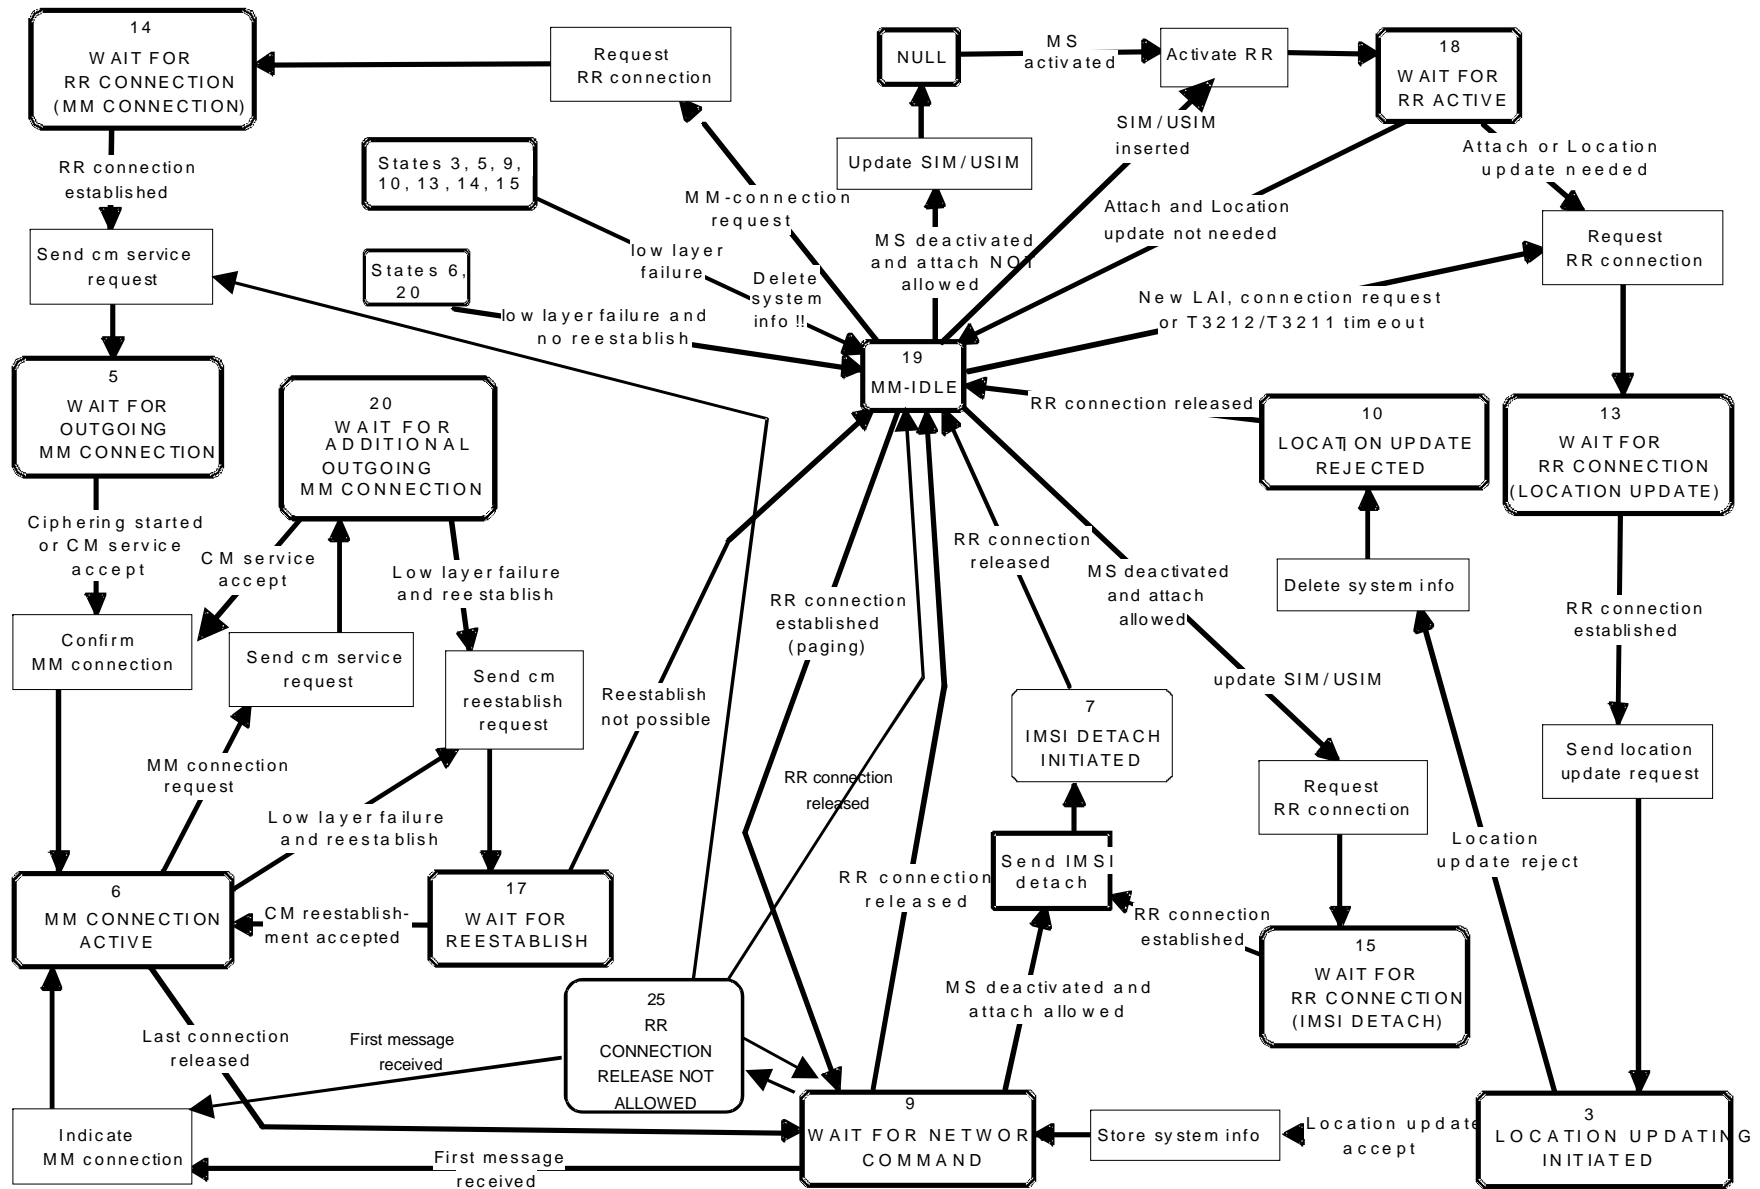 14
WAIT FOR
RR CONNECTION
(MM CONNECTION)
Request
RR connection
NULL
MS
activated
Activate RR
18
WAIT FOR
RR ACTIVE
RR connection
established
States 3, 5, 9,
10, 13, 14, 15
Update SIM/USIM
SIM/USIM
inserted
Attach or Location
update needed
MM-connection
request
Attach and Location
update not needed
Send cm service
request
low layer
failure
MS deactivated
and attach NOT
allowed
Request
RR connection
States 6,
20
Delete
system
info !!
low layer failure and
no reestablish
New LAI, connection request
or T3212/T3211 timeout
19
MM-IDLE
5
WAIT FOR
OUTGOING
MM CONNECTION
20
WAIT FOR
ADDITIONAL
OUTGOING
MM CONNECTION
RR connection released
10
LOCATION UPDATE
REJECTED
13
WAIT FOR
RR CONNECTION
(LOCATION UPDATE)
Ciphering started
or CM service
accept
CM service
accept
Low layer failure
and reestablish
RR connection
released
MS deactivated
and attach
allowed
Delete system info
RR connection
established
(paging)
RR connection
established
Confirm
MM connection
Send cm service
request
Send cm
reestablish
request
Reestablish
not possible
update SIM/USIM
7
IMSI DETACH
INITIATED
Send location
update request
MM connection
request
RR connection
released
Request
RR connection
Low layer failure
and reestablish
Location
update reject
Send IMSI
detach
RR connection
released
6
MM CONNECTION
ACTIVE
CM reestablish-
ment accepted
17
WAIT FOR
REESTABLISH
RR connection
established
15
WAIT FOR
RR CONNECTION
(IMSI DETACH)
MS deactivated and
attach allowed
25
RR
CONNECTION
RELEASE NOT
ALLOWED
Last connection
released
First message
received
Indicate
MM connection
First message
received
9
WAIT FOR NETWOR
COMMAND
Store system info
Location update
accept
3
LOCATION UPDATING
INITIATED